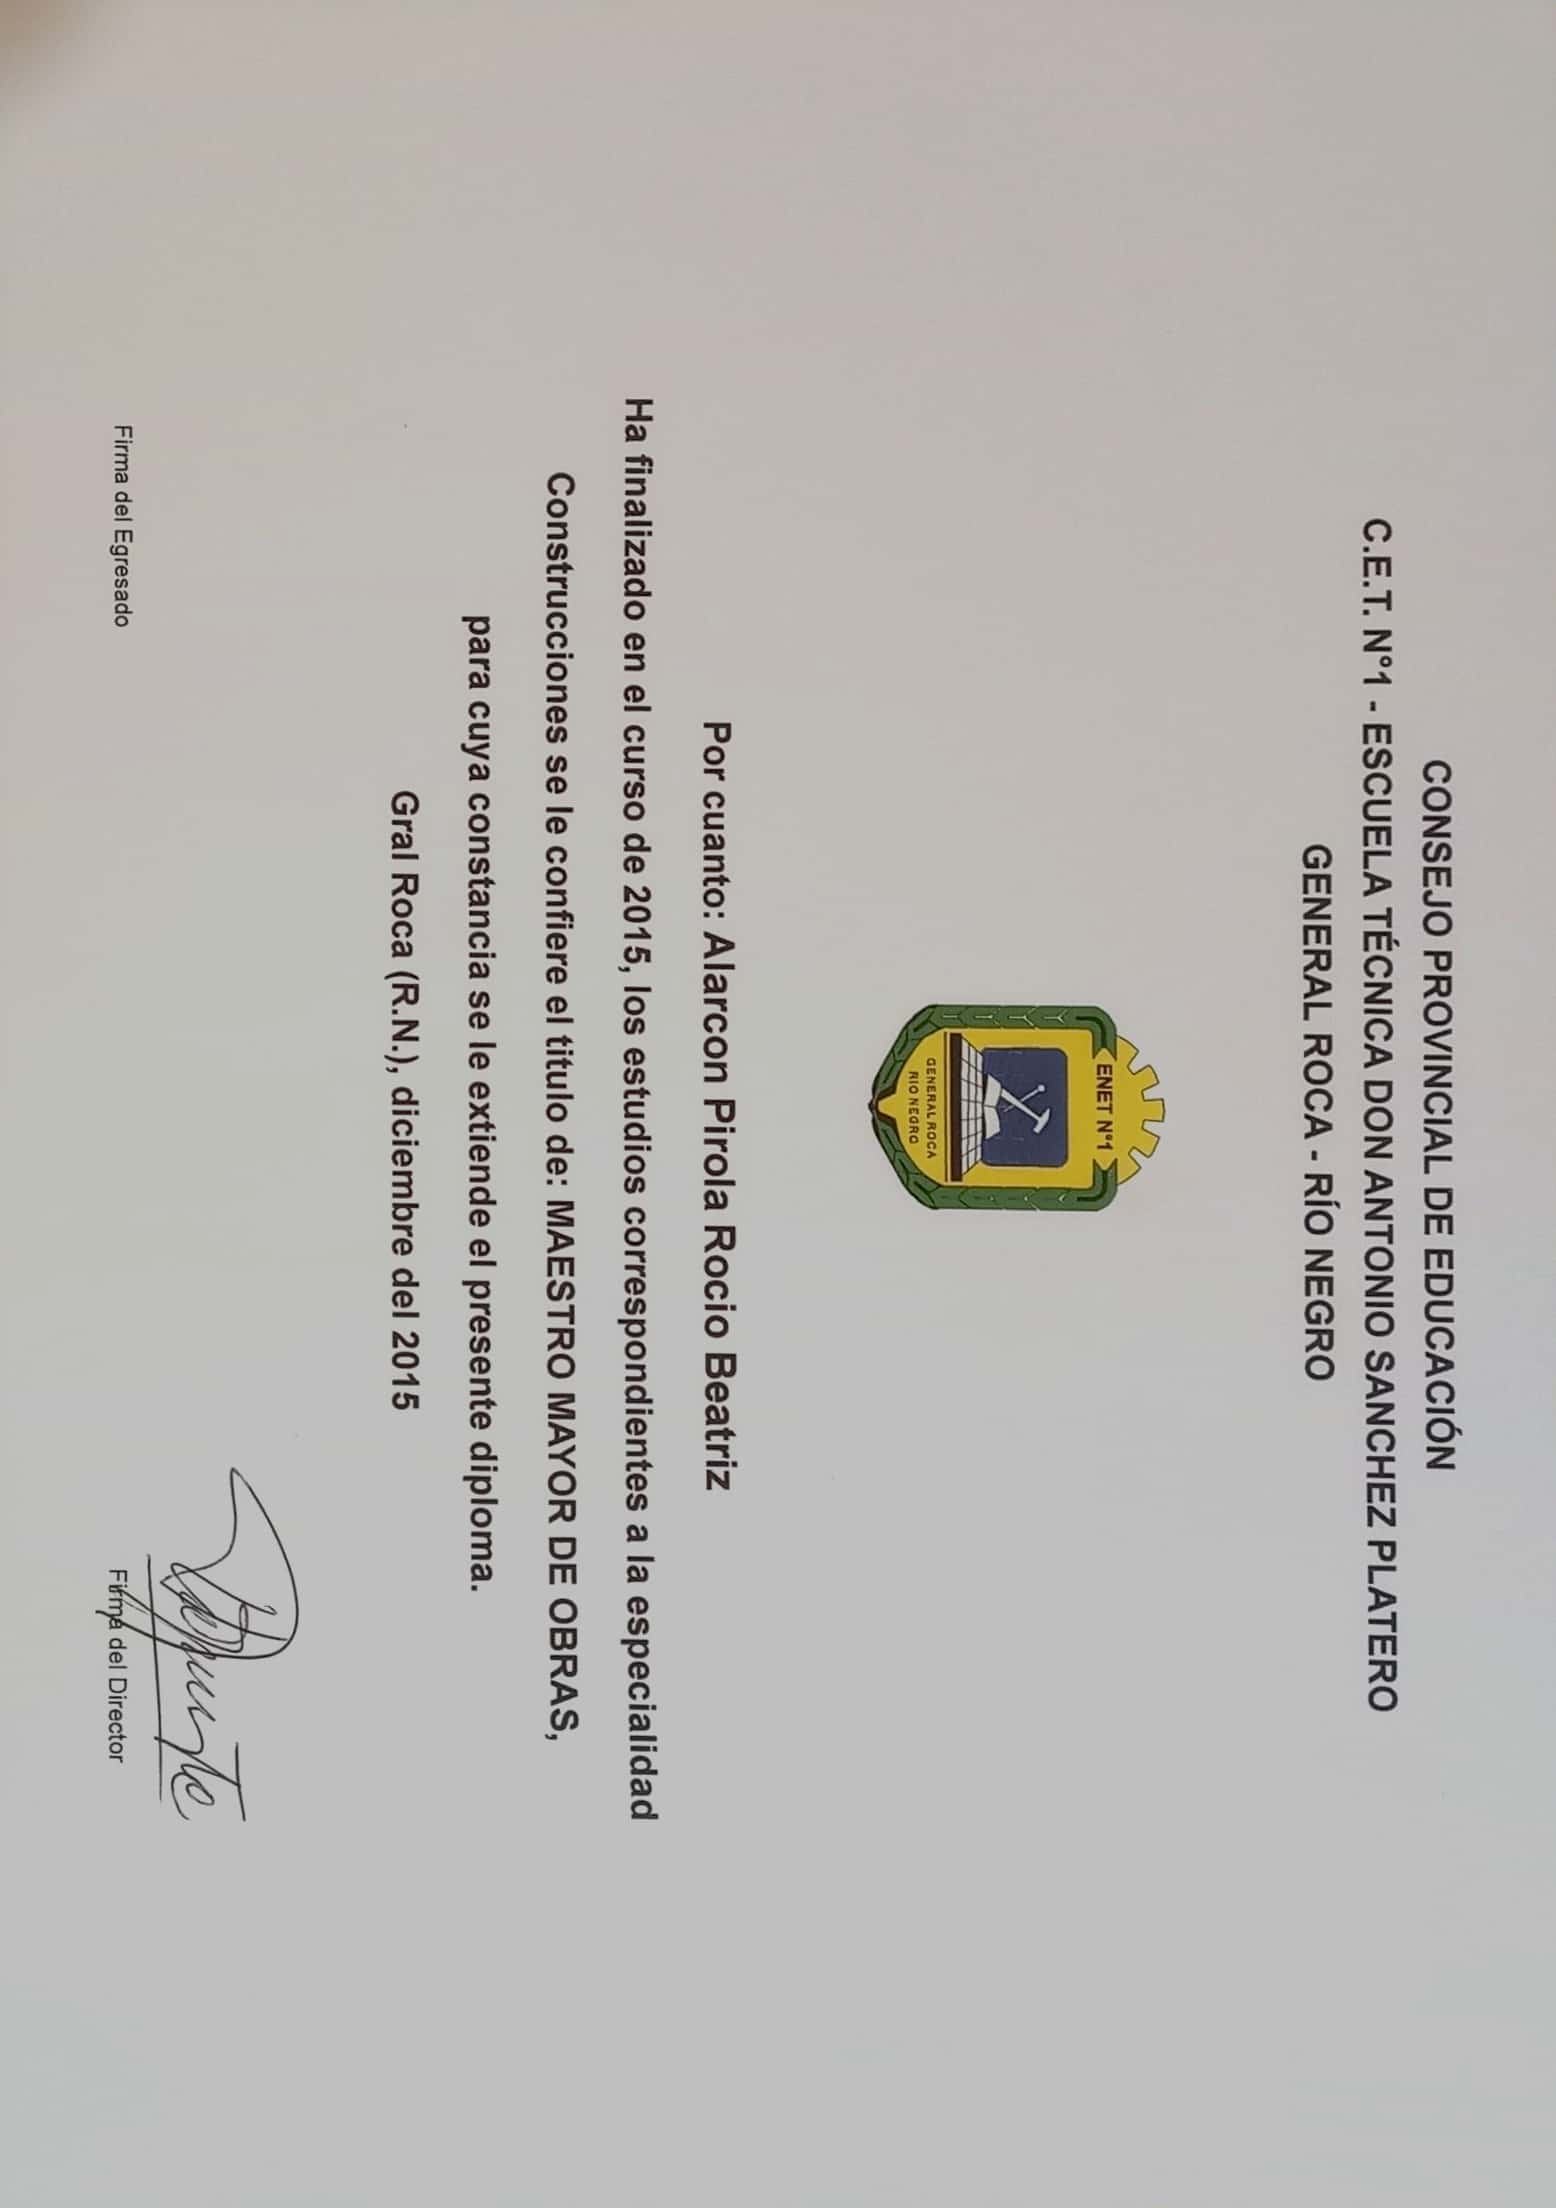 CONSEJO PROVINCIAL DE EDUCACIÓN
C.E.T. N°1 - ESCUELA TÉCNICA DON ANTONIO SANCHEZ PLATERO
GENERAL ROCA - RÍO NEGRO
ENET N°1
GENERAL ROCA
RIO NEGRO
Por cuanto: Alarcon Pirola Rocio Beatriz
Ha finalizado en el curso de 2015, los estudios correspondientes a la especialidad
Construcciones se le confiere el titulo de: MAESTRO MAYOR DE OBRAS,
para cuya constancia se le extiende el presente diploma.
Gral Roca (R.N.), diciembre del 2015
Firma del Egresado
Firma del Director